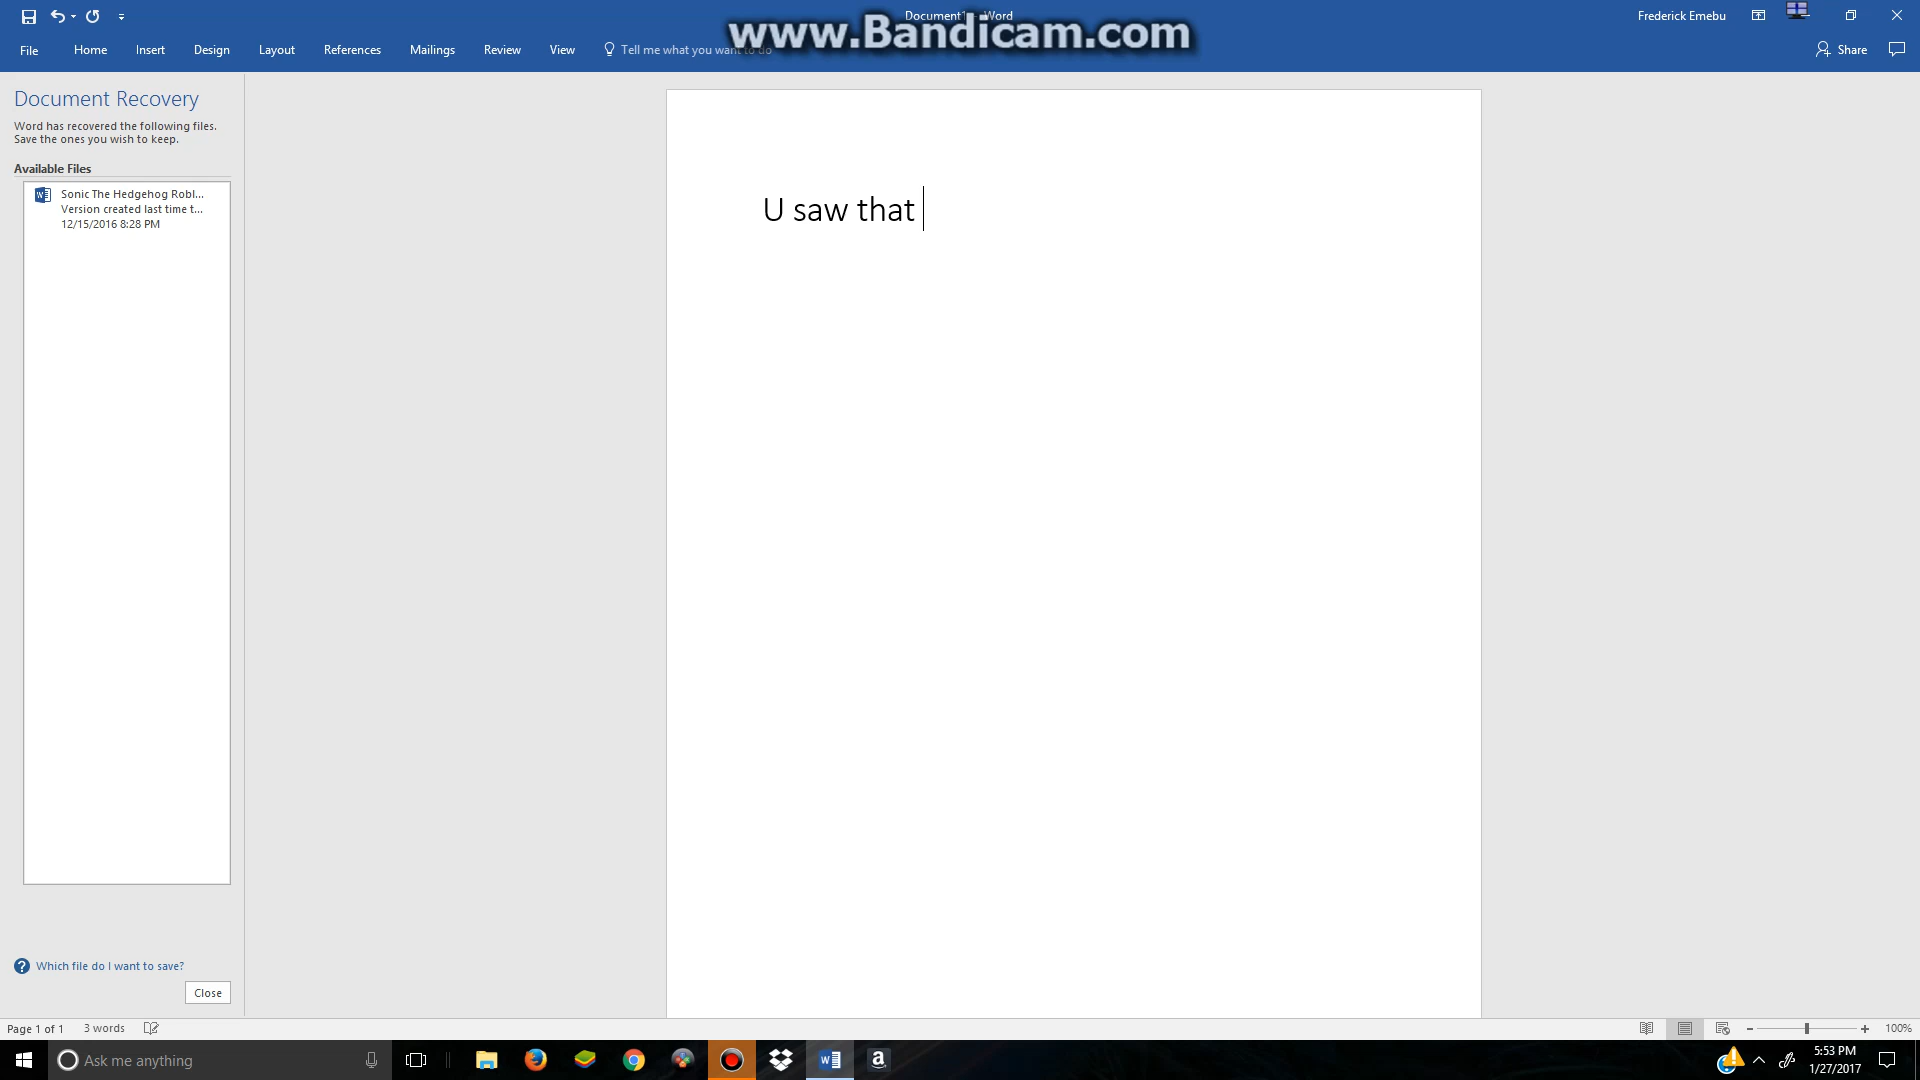 Document1 - Word
www.Bandicam.com
Frederick Emebu
File
Home
Insert
Design
Layout
References
Mailings
Review
View
Tell me what you want to do
Share
Document Recovery
Word has recovered the following files.
Save the ones you wish to keep.
Available Files
Sonic The Hedgehog Robl...
Version created last time t...
12/15/2016 8:28 PM
U saw that
Which file do I want to save?
Close
Page 1 of 1
3 words
100%
Ask me anything
5:53 PM
1/27/2017